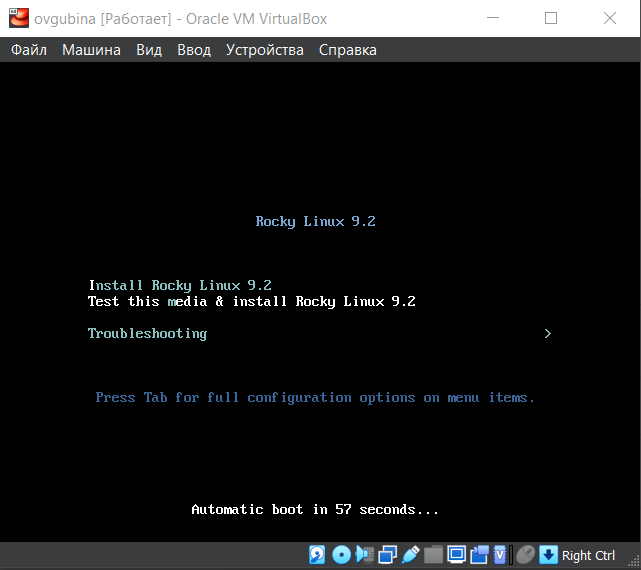 ovgubina [Работает] - Oracle VM VirtualBox
Файл Машина Вид Ввод Устройства Справка
Rocky Linux 9.2
Install Rocky Linux 9.2
Test this media & install Rocky Linux 9.2
Troubleshooting >
Press Tab for full configuration options on menu items.
Automatic boot in 57 seconds...
Right Ctrl